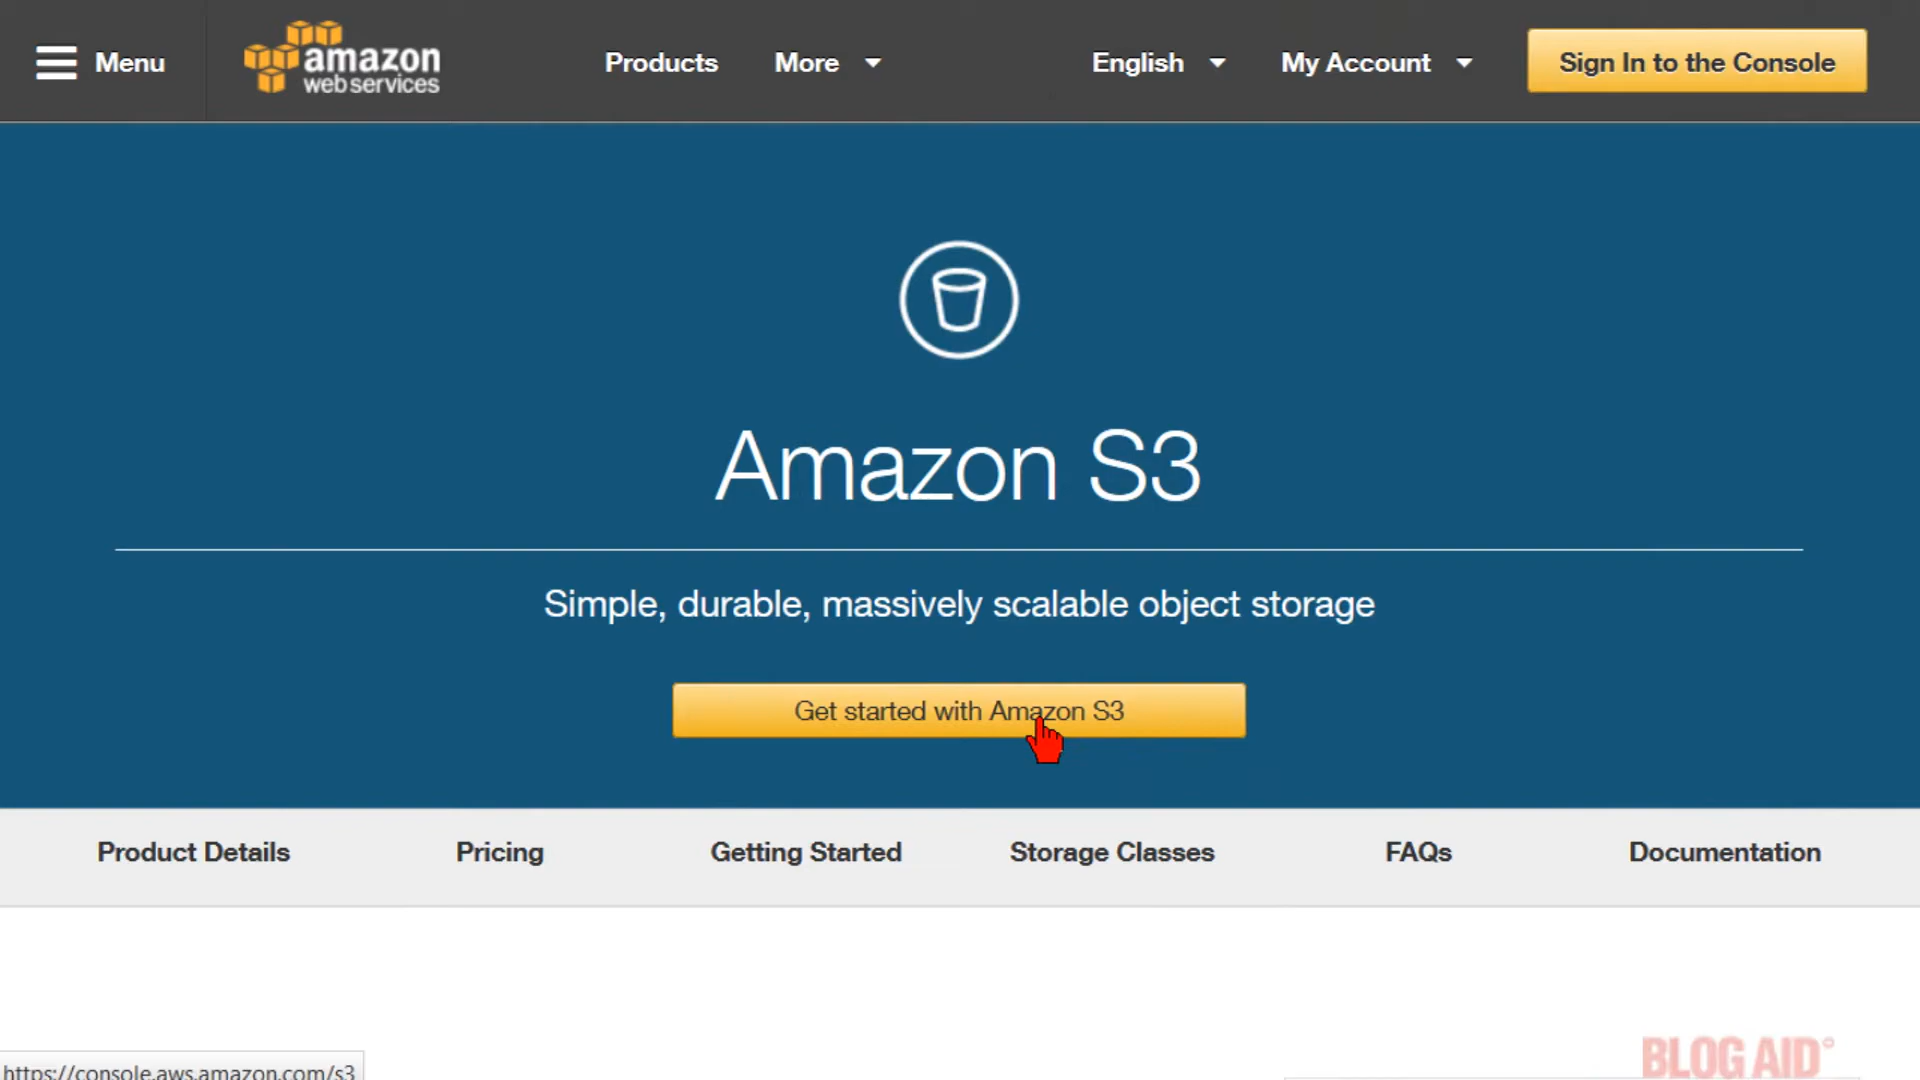 Menu
amazon
webservices
Products
More
English
My Account
Sign In to the Console
Amazon S3
Simple, durable, massively scalable object storage
Get started with Amazon S3
Product Details
Pricing
Getting Started
Storage Classes
FAQs
Documentation
https://console.aws.amazon.com/s3
BLOG AID©